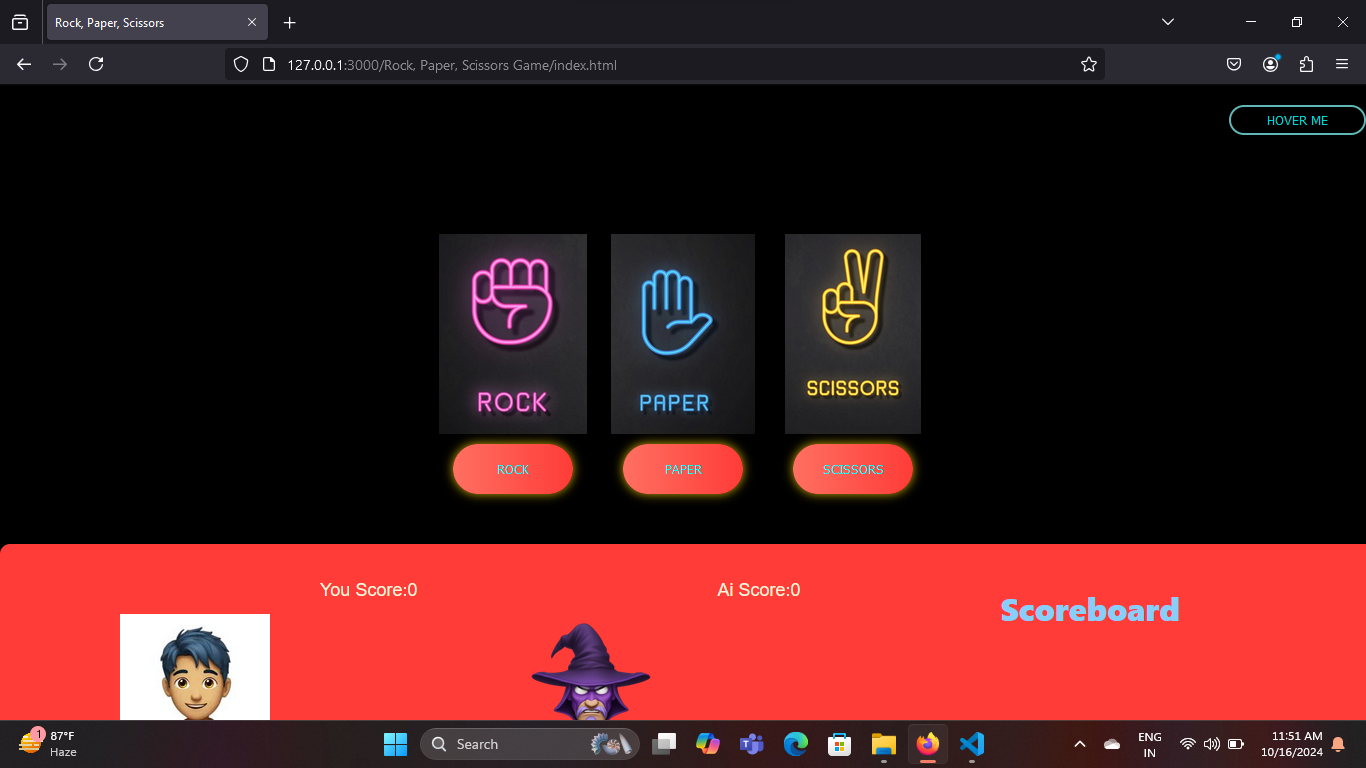 Rock, Paper, Scissors
127.0.0.1:3000/Rock, Paper, Scissors Game/index.html
HOVER ME
ROCK
PAPER
SCISSORS
ROCK
PAPER
SCISSORS
You Score:0
Ai Score:0
Scoreboard
1
87°F
Haze
Search
ENG
IN
11:51 AM
10/16/2024